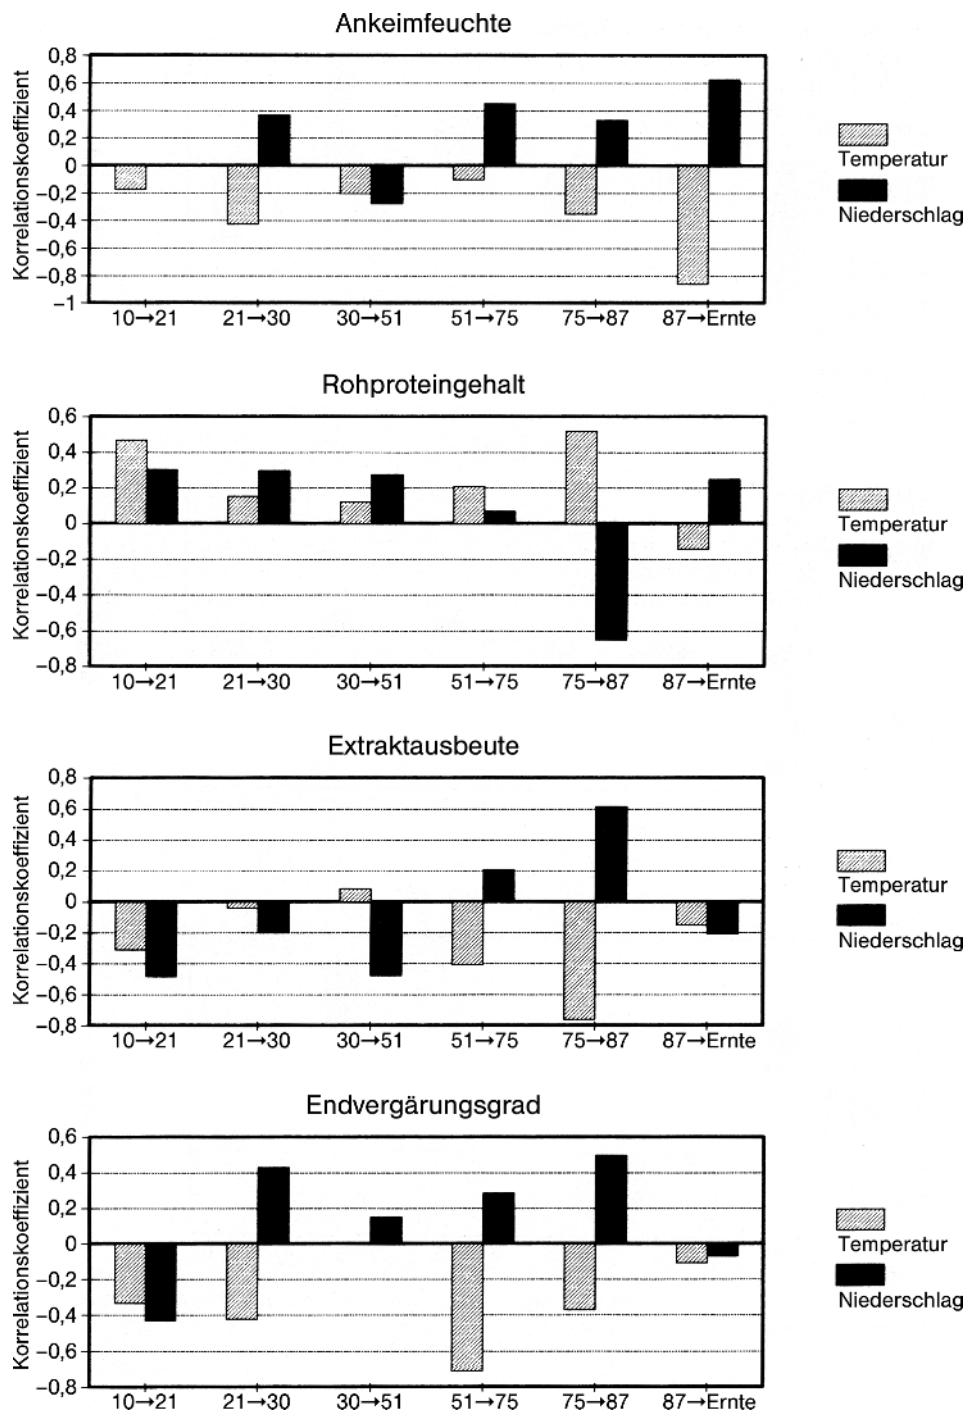 Ankeimfeuchte
Korrelationskoeffizient
0,8
0,6
0,4
0,2
0
−0,2
−0,4
−0,6
−0,8
−1
10→21 21→30 30→51 51→75 75→87 87→Ernte
Temperatur
Niederschlag
Rohproteingehalt
Korrelationskoeffizient
0,6
0,4
0,2
0
−0,2
−0,4
−0,6
−0,8
10→21 21→30 30→51 51→75 75→87 87→Ernte
Temperatur
Niederschlag
Extraktausbeute
Korrelationskoeffizient
0,8
0,6
0,4
0,2
0
−0,2
−0,4
−0,6
−0,8
10→21 21→30 30→51 51→75 75→87 87→Ernte
Temperatur
Niederschlag
Endvergärungsgrad
Korrelationskoeffizient
0,6
0,4
0,2
0
−0,2
−0,4
−0,6
−0,8
10→21 21→30 30→51 51→75 75→87 87→Ernte
Temperatur
Niederschlag